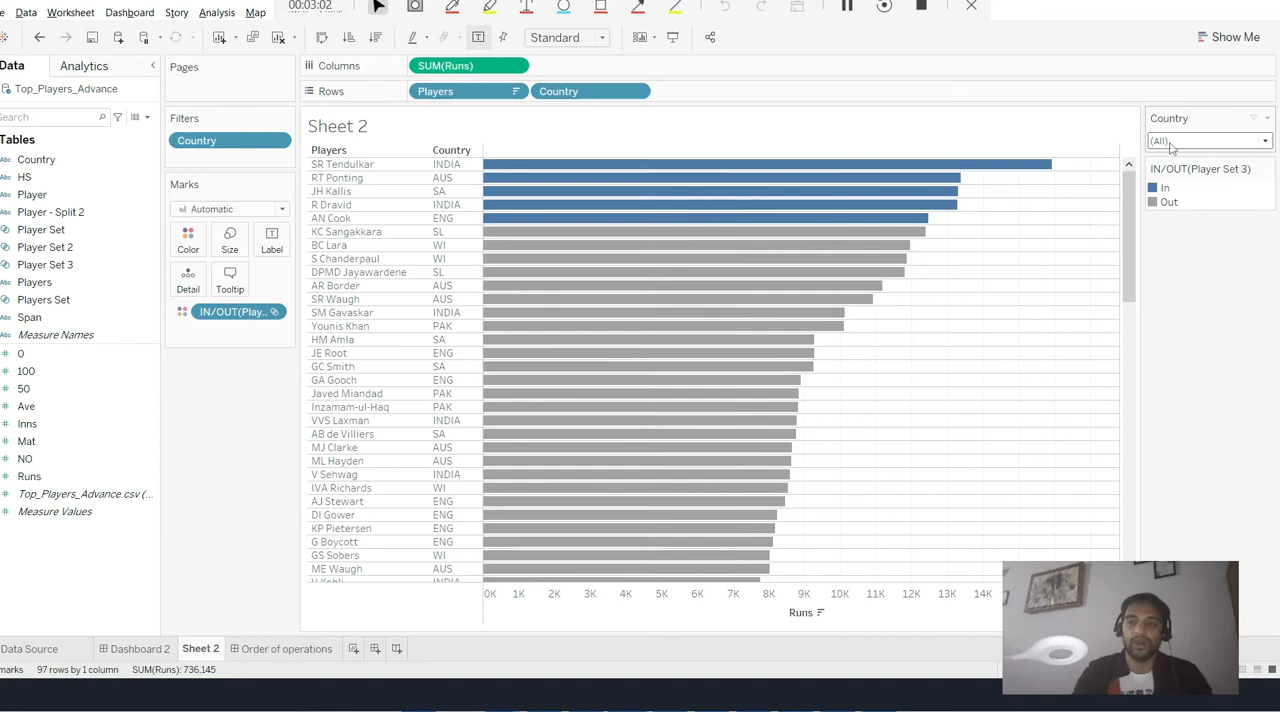 00:03:02
Data Worksheet Dashboard Story Analysis Map
Standard
Show Me
Data Analytics
Top_Players_Advance
Search
Tables
Country
HS
Player
Player - Split 2
Player Set
Player Set 2
Player Set 3
Players
Players Set
Span
Measure Names
0
100
50
Ave
Inns
Mat
NO
Runs
Top_Players_Advance.csv (...
Measure Values
Pages
Filters
Country
Marks
Automatic
Color Size Label
Detail Tooltip
IN/OUT(Play..
Columns SUM(Runs)
Rows Players Country
Sheet 2
Players Country
SR Tendulkar INDIA
RT Ponting AUS
JH Kallis SA
R Dravid INDIA
AN Cook ENG
KC Sangakkara SL
BC Lara WI
S Chanderpaul WI
DPMD Jayawardene SL
AR Border AUS
SR Waugh AUS
SM Gavaskar INDIA
Younis Khan PAK
HM Amla SA
JE Root ENG
GC Smith SA
GA Gooch ENG
Javed Miandad PAK
Inzamam-ul-Haq PAK
VVS Laxman INDIA
AB de Villiers SA
MJ Clarke AUS
ML Hayden AUS
V Sehwag INDIA
IVA Richards WI
AJ Stewart ENG
DI Gower ENG
KP Pietersen ENG
G Boycott ENG
GS Sobers WI
ME Waugh AUS
V Kohli INDIA
0K 1K 2K 3K 4K 5K 6K 7K 8K 9K 10K 11K 12K 13K 14K
Runs
Country
(All)
IN/OUT(Player Set 3)
In
Out
Data Source Dashboard 2 Sheet 2 Order of operations
marks 97 rows by 1 column SUM(Runs): 736,145